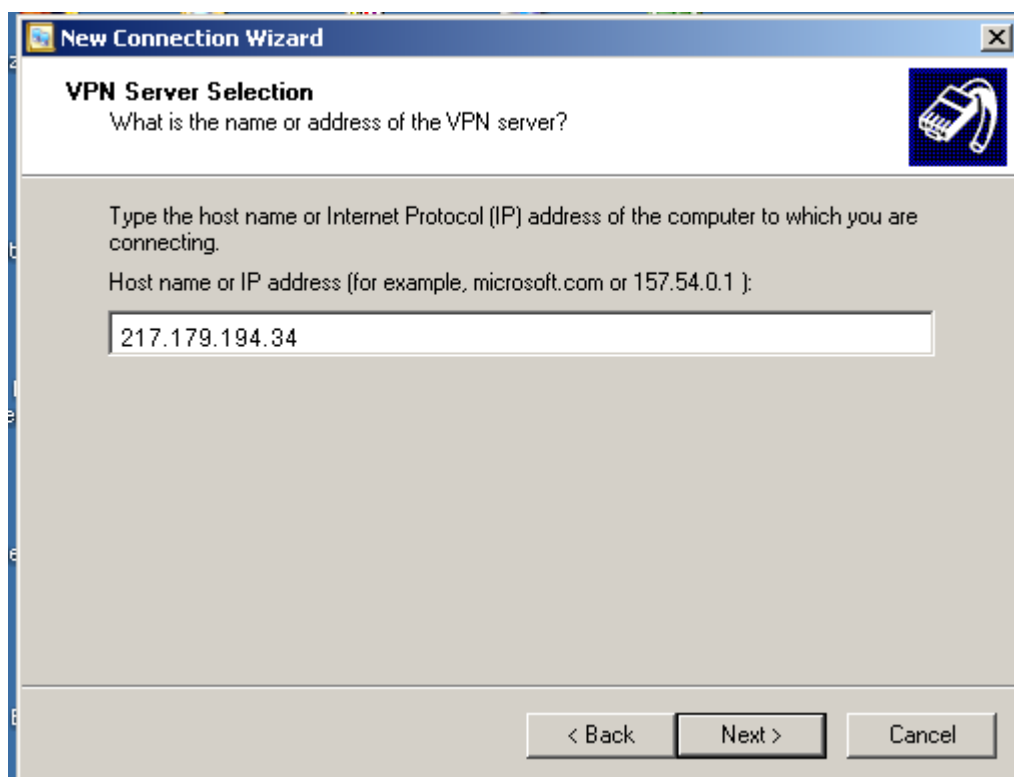 New Connection Wizard
VPN Server Selection
What is the name or address of the VPN server?
Type the host name or Internet Protocol (IP) address of the computer to which you are
connecting.
Host name or IP address (for example, microsoft.com or 157.54.0.1 ):
217.179.194.34
< Back
Next >
Cancel